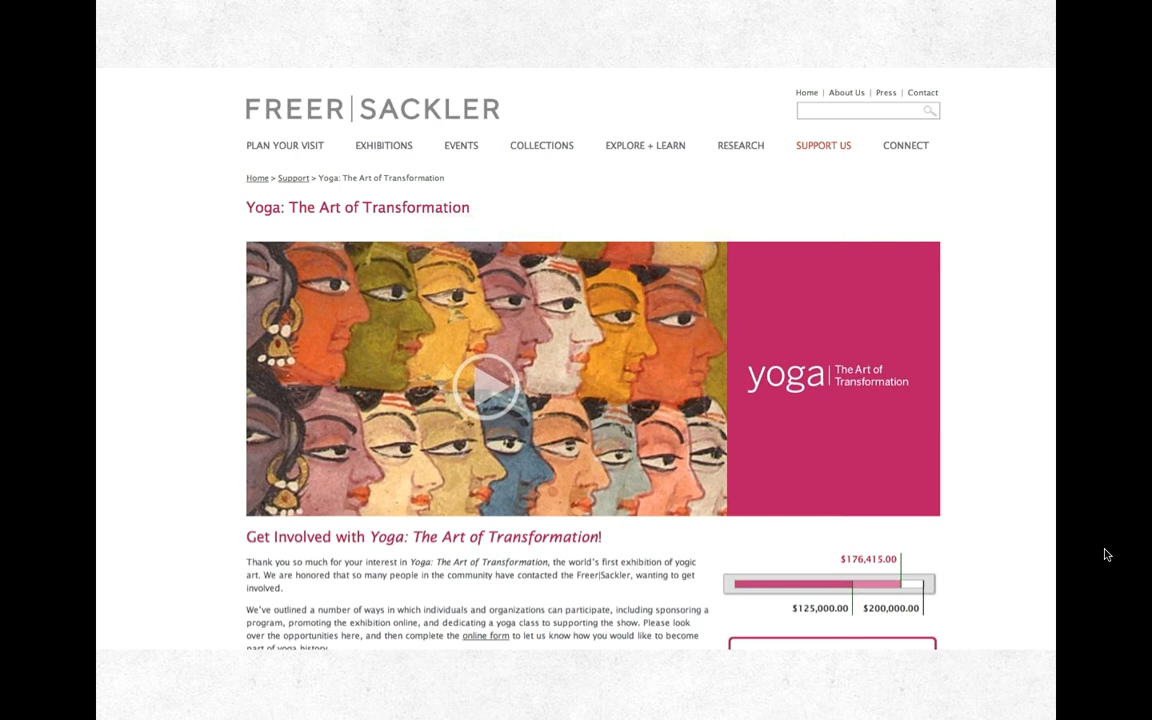 FREER|SACKLER
Home | About Us | Press | Contact
PLAN YOUR VISIT EXHIBITIONS EVENTS COLLECTIONS EXPLORE + LEARN RESEARCH SUPPORT US CONNECT
Home > Support > Yoga: The Art of Transformation
Yoga: The Art of Transformation
yoga | The Art of
Transformation
Get Involved with Yoga: The Art of Transformation!
Thank you so much for your interest in Yoga: The Art of Transformation, the world's first exhibition of yogic
art. We are honored that so many people in the community have contacted the Freer|Sackler, wanting to get
involved.
We've outlined a number of ways in which individuals and organizations can participate, including sponsoring a
program, promoting the exhibition online, and dedicating a yoga class to supporting the show. Please look
over the opportunities here, and then complete the online form to let us know how you would like to become
part of yoga history.
$176,415.00
$125,000.00 $200,000.00